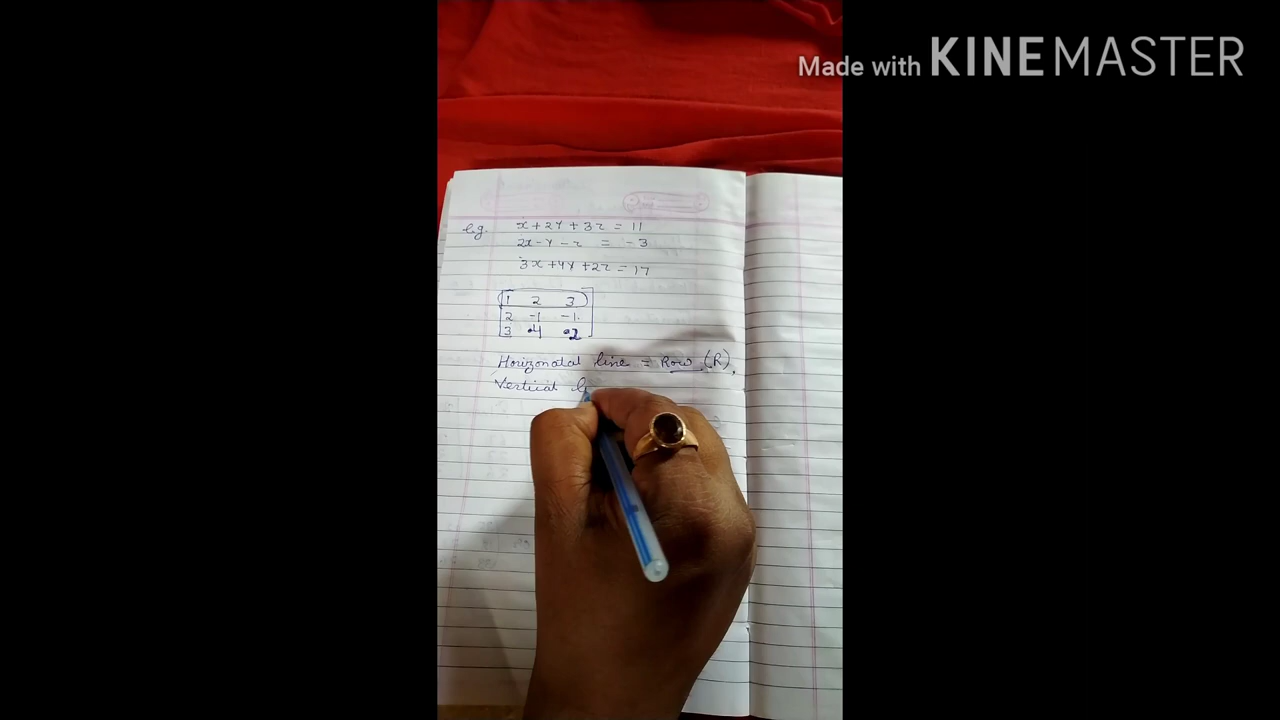 Made with KINEMASTER
e.g. x + 2y + 3z = 11
2x - y - z = -3
3x + 4y + 2z = 17
1 2 3
2 -1 -1
3 4 2
Horizonatal line = Row (R),
Vertical l